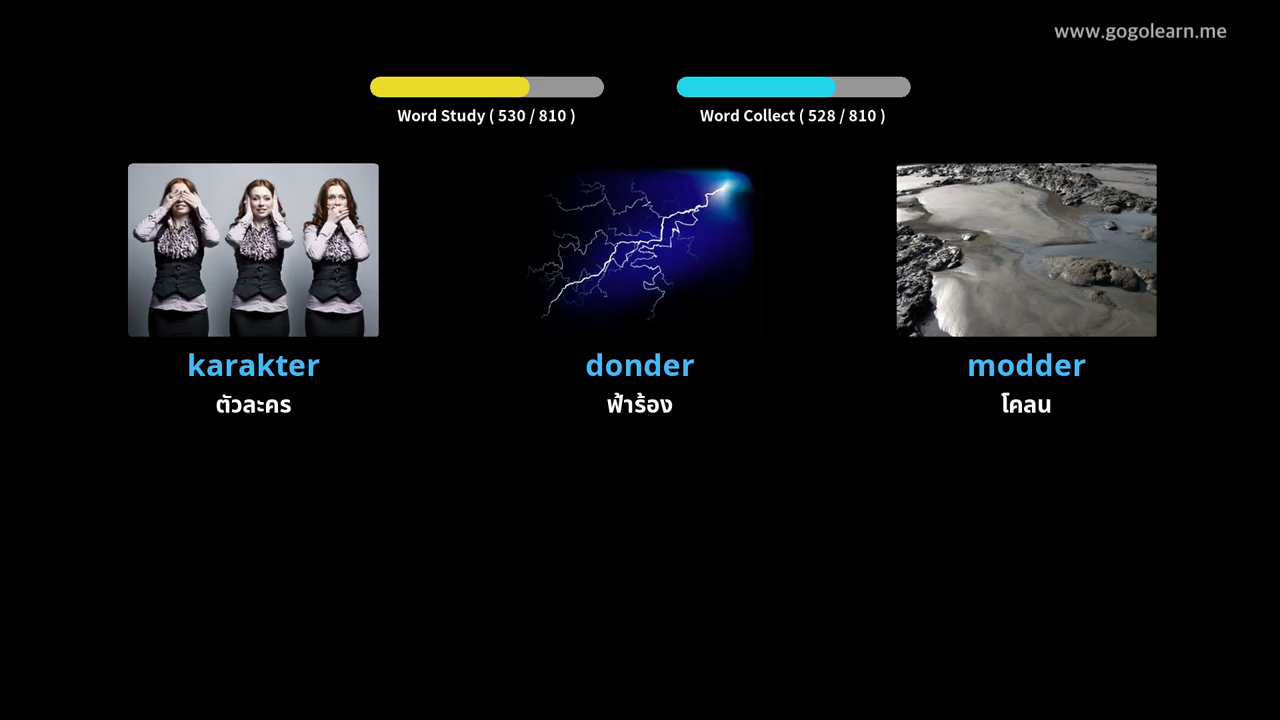 www.gogolearn.me
Word Study ( 530 / 810 )
Word Collect ( 528 / 810 )
karakter
donder
modder
ตัวละคร
ฟ้าร้อง
โคลน